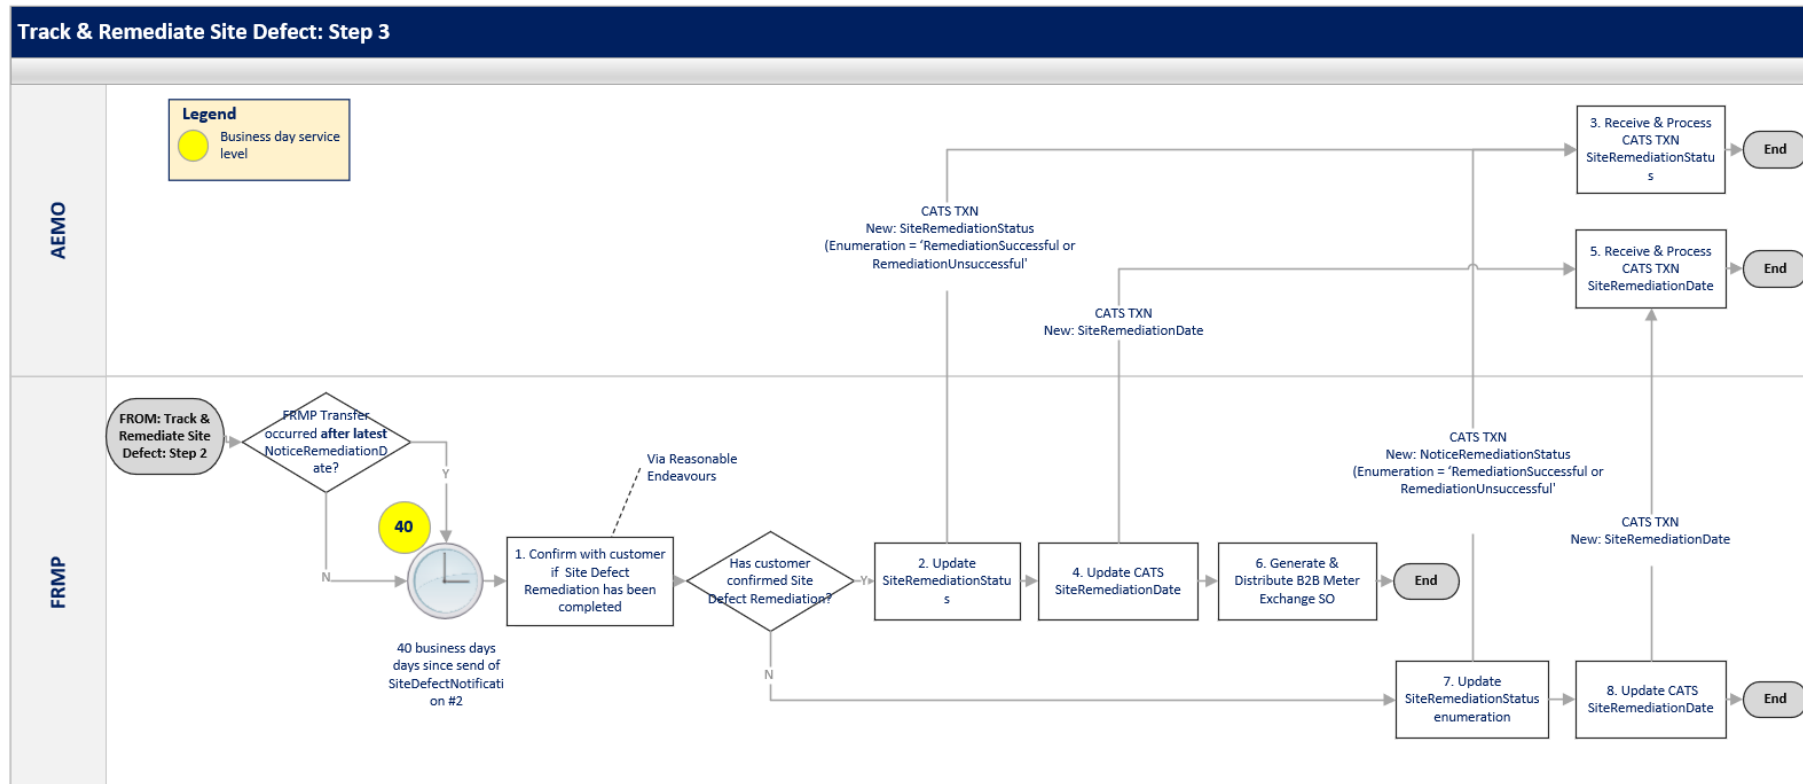 Track & Remediate Site Defect: Step 3
Legend
Business day service
level
AEMO
3. Receive & Process
CATS TXN
SiteRemediationStatu
s
End
CATS TXN
New: SiteRemediationStatus
(Enumeration = ‘RemediationSuccessful or
RemediationUnsuccessful'
5. Receive & Process
CATS TXN
SiteRemediationDate
End
CATS TXN
New: SiteRemediationDate
FRMP
FROM: Track &
Remediate Site
Defect: Step 2
FRMP Transfer
occurred after latest
NoticeRemediationD
ate?
Y
N
40
40 business days
days since send of
SiteDefectNotificati
on #2
Via Reasonable
Endeavours
1. Confirm with customer
if Site Defect
Remediation has been
completed
Has customer
confirmed Site
Defect Remediation?
Y
N
2. Update
SiteRemediationStatu
s
4. Update CATS
SiteRemediationDate
6. Generate &
Distribute B2B Meter
Exchange SO
End
CATS TXN
New: NoticeRemediationStatus
(Enumeration = ‘RemediationSuccessful or
RemediationUnsuccessful'
CATS TXN
New: SiteRemediationDate
7. Update
SiteRemediationStatus
enumeration
8. Update CATS
SiteRemediationDate
End